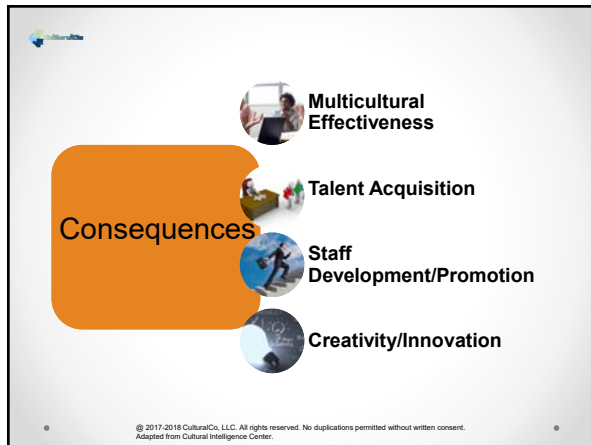 CulturalCo
Multicultural
Effectiveness
Talent Acquisition
Consequences
Staff
Development/Promotion
Creativity/Innovation
@ 2017-2018 CulturalCo, LLC. All rights reserved. No duplications permitted without written consent.
Adapted from Cultural Intelligence Center.